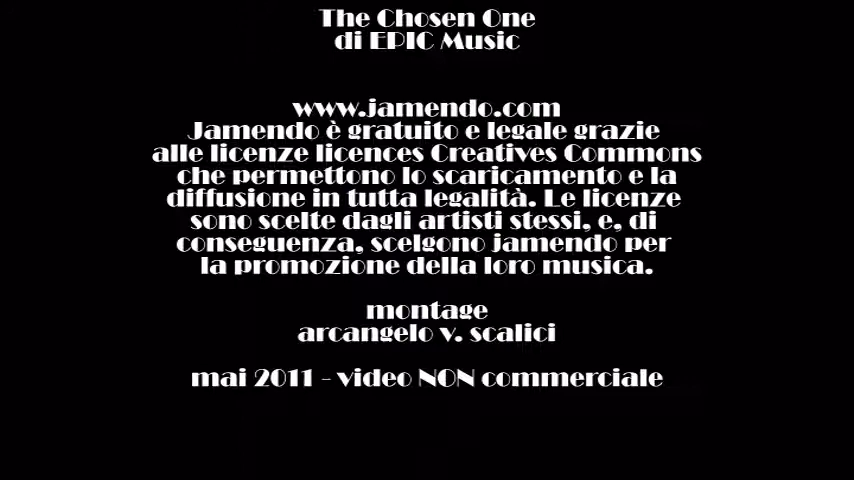 The Chosen One
di EPIC Music
www.jamendo.com
Jamendo è gratuito e legale grazie
alle licenze licences Creatives Commons
che permettono lo scaricamento e la
diffusione in tutta legalità. Le licenze
sono scelte dagli artisti stessi, e, di
conseguenza, scelgono jamendo per
la promozione della loro musica.
montage
arcangelo v. scalici
mai 2011 - video NON commerciale